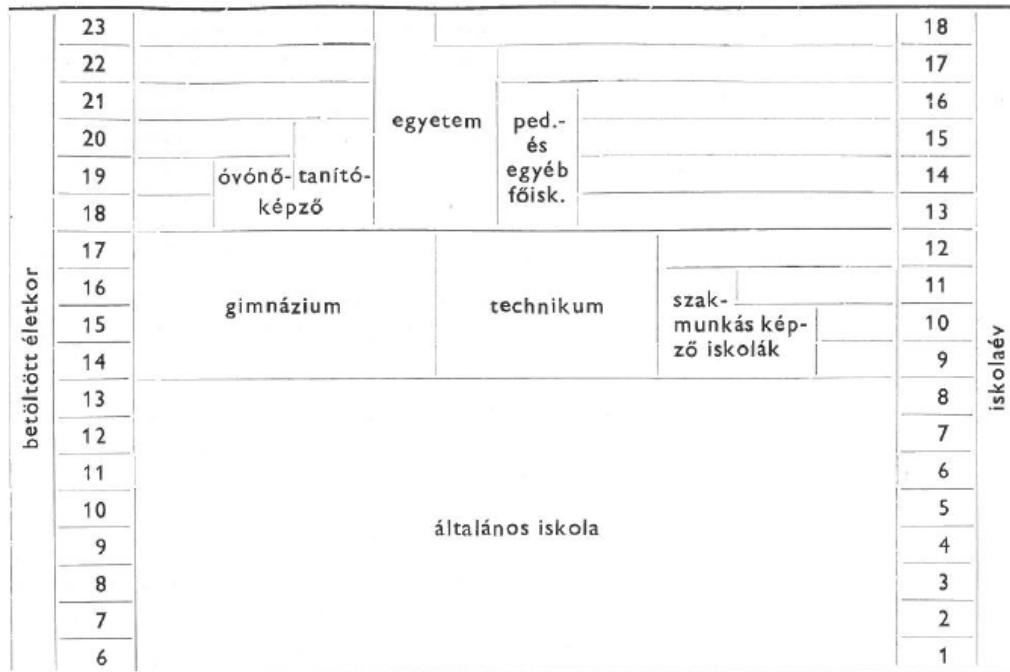 betöltött életkor
23
22
21
20
19
18
17
16
15
14
13
12
11
10
9
8
7
6
egyetem
ped.-
és
egyéb
főisk.
óvónő- tanító-
képző
gimnázium
technikum
szak-
munkás kép-
ző iskolák
általános iskola
18
17
16
15
14
13
12
11
10
9
8
7
6
5
4
3
2
1
iskolaév